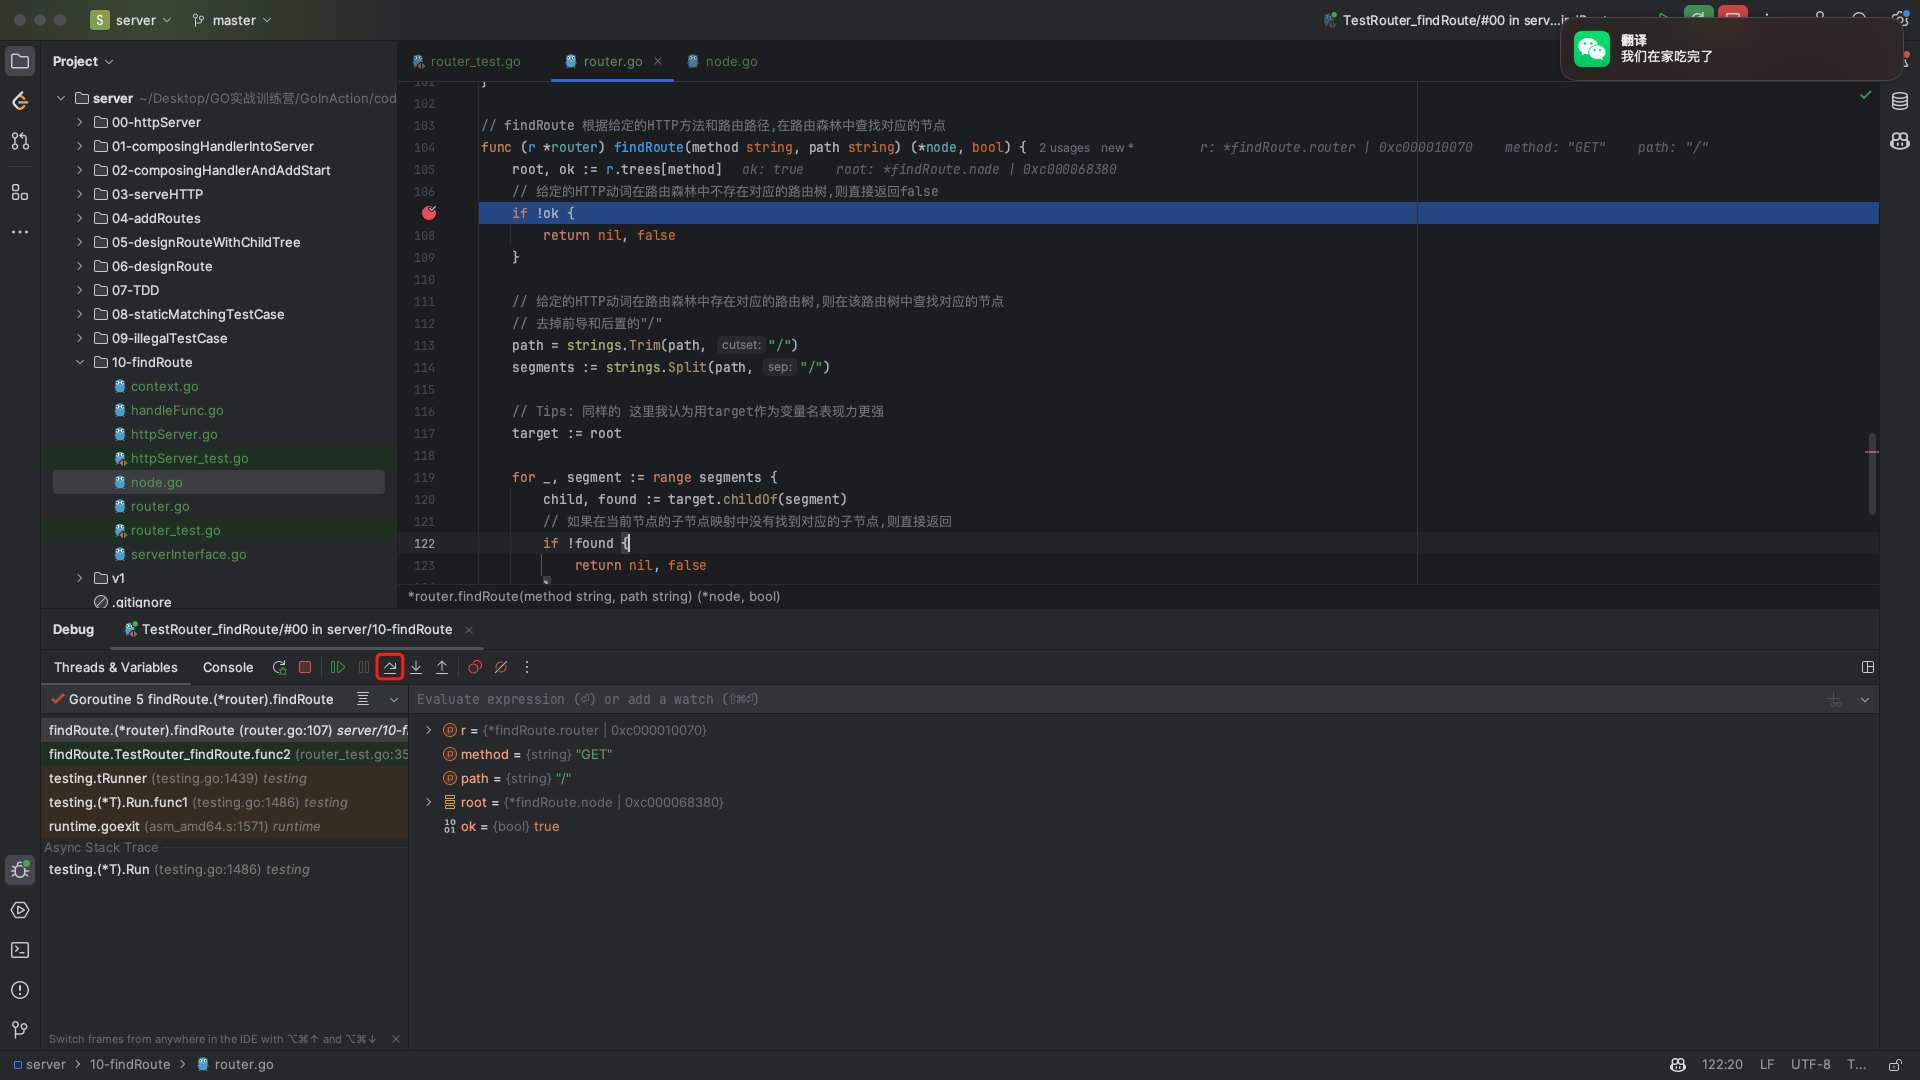 S server
master
TestRouter_findRoute/#00 in serv...
翻译
我们在家吃完了
Project
router_test.go
router.go
node.go
server ~/Desktop/GO实战训练营/GoInAction/cod
00-httpServer
01-composingHandlerIntoServer
02-composingHandlerAndAddStart
03-serveHTTP
04-addRoutes
05-designRouteWithChildTree
06-designRoute
07-TDD
08-staticMatchingTestCase
09-illegalTestCase
10-findRoute
context.go
handleFunc.go
httpServer.go
httpServer_test.go
node.go
router.go
router_test.go
serverInterface.go
v1
.gitignore
101 }
102
103 // findRoute 根据给定的HTTP方法和路由路径,在路由森林中查找对应的节点
104 func (r *router) findRoute(method string, path string) (*node, bool) { 2 usages new * r: *findRoute.router | 0xc000010070 method: "GET" path: "/"
105 root, ok := r.trees[method] ok: true root: *findRoute.node | 0xc000068380
106 // 给定的HTTP动词在路由森林中不存在对应的路由树,则直接返回false
if !ok {
108 return nil, false
109 }
110
111 // 给定的HTTP动词在路由森林中存在对应的路由树,则在该路由树中查找对应的节点
112 // 去掉前导和后置的"/"
113 path = strings.Trim(path, cutset: "/")
114 segments := strings.Split(path, sep: "/")
115
116 // Tips: 同样的 这里我认为用target作为变量名表现力更强
117 target := root
118
119 for _, segment := range segments {
120 child, found := target.childOf(segment)
121 // 如果在当前节点的子节点映射中没有找到对应的子节点,则直接返回
122 if !found {
123 return nil, false
*router.findRoute(method string, path string) (*node, bool)
Debug
TestRouter_findRoute/#00 in server/10-findRoute
Threads & Variables
Console
Goroutine 5 findRoute.(*router).findRoute
Evaluate expression (⏎) or add a watch (⇧⌘⏎)
findRoute.(*router).findRoute (router.go:107) server/10-fi
findRoute.TestRouter_findRoute.func2 (router_test.go:35
testing.tRunner (testing.go:1439) testing
testing.(*T).Run.func1 (testing.go:1486) testing
runtime.goexit (asm_amd64.s:1571) runtime
Async Stack Trace
testing.(*T).Run (testing.go:1486) testing
r = {*findRoute.router | 0xc000010070}
method = {string} "GET"
path = {string} "/"
root = {*findRoute.node | 0xc000068380}
ok = {bool} true
Switch frames from anywhere in the IDE with ⌥⌘↑ and ⌥⌘↓
server
10-findRoute
router.go
122:20
LF
UTF-8
T...